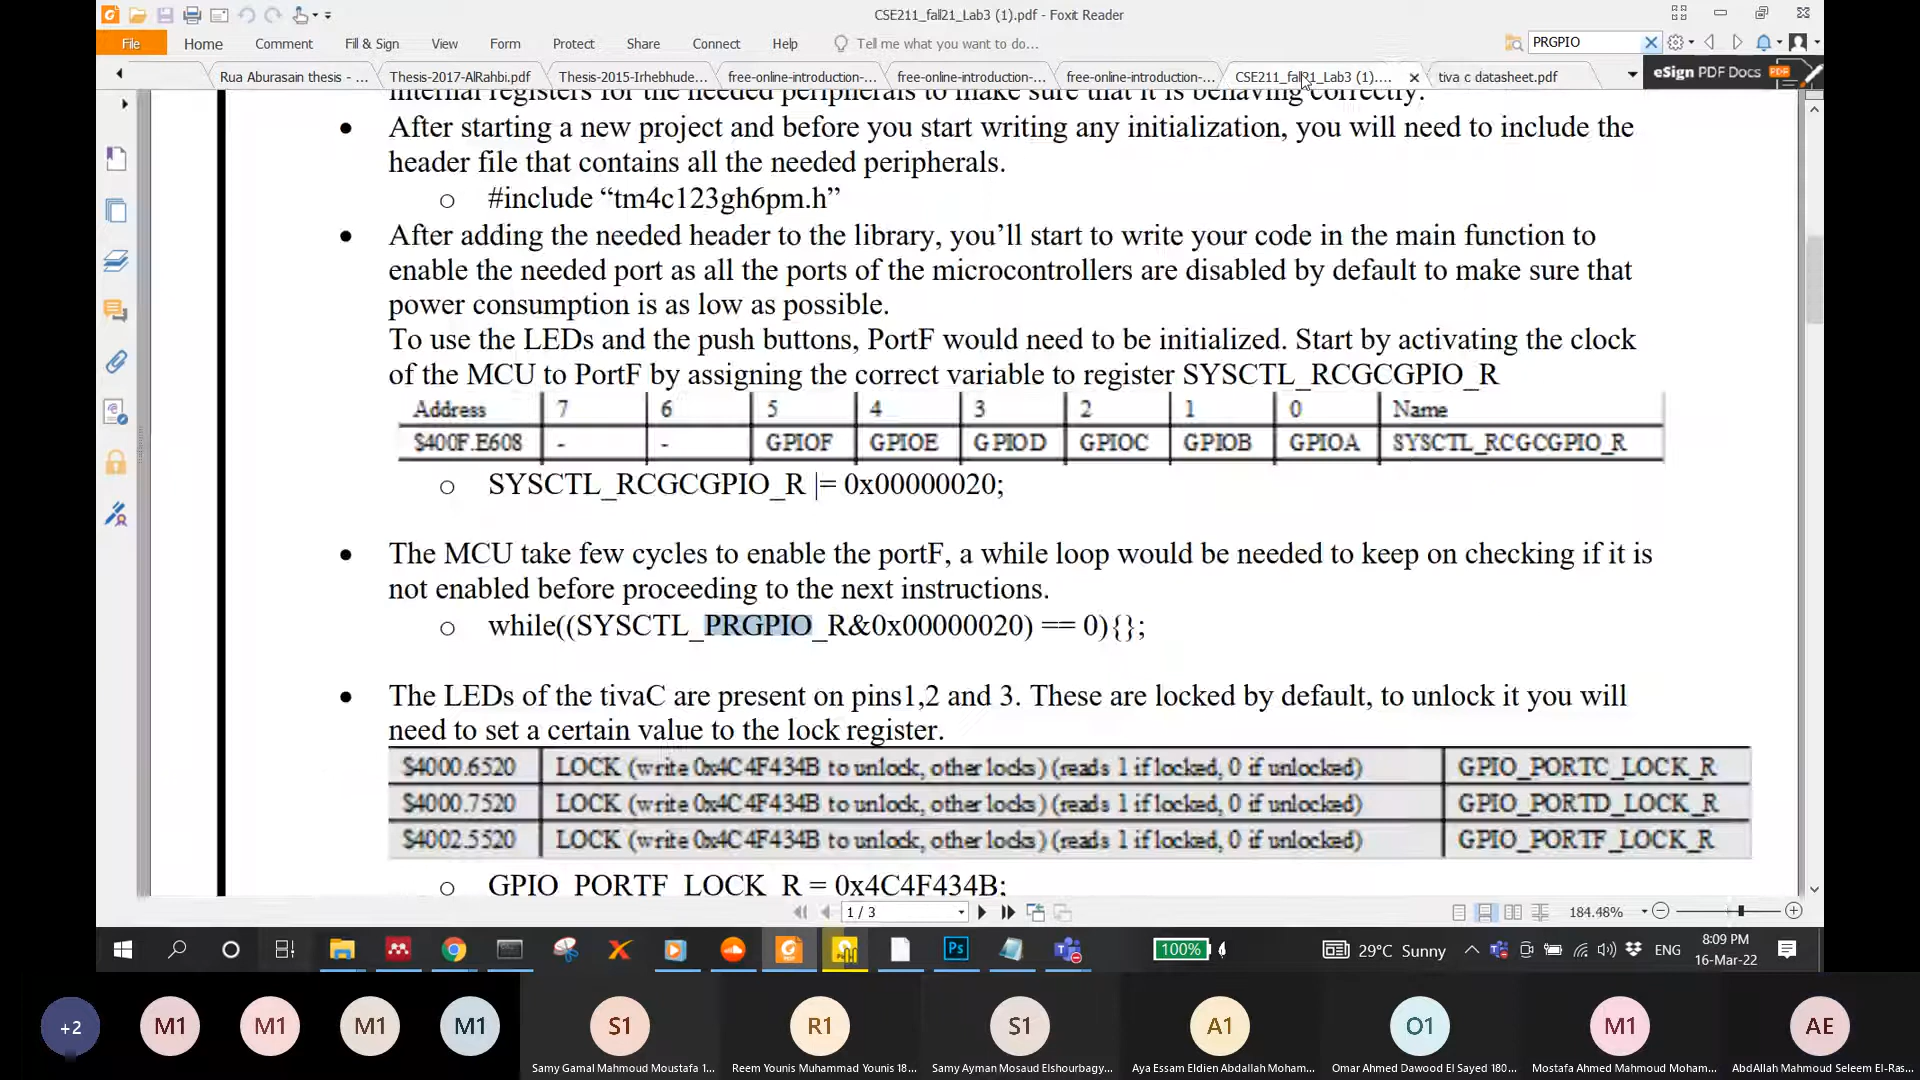 CSE211_fall21_Lab3 (1).pdf - Foxit Reader
File Home Comment Fill & Sign View Form Protect Share Connect Help Tell me what you want to do... PRGPIO
Rua Aburasain thesis - ... Thesis-2017-AlRahbi.pdf Thesis-2015-Irhebhude... free-online-introduction-... free-online-introduction-... free-online-introduction-... CSE211_fall21_Lab3 (1).... tiva c datasheet.pdf eSign PDF Docs PDF
internal registers for the needed peripherals to make sure that it is behaving correctly.
• After starting a new project and before you start writing any initialization, you will need to include the
header file that contains all the needed peripherals.
o #include “tm4c123gh6pm.h”
• After adding the needed header to the library, you’ll start to write your code in the main function to
enable the needed port as all the ports of the microcontrollers are disabled by default to make sure that
power consumption is as low as possible.
To use the LEDs and the push buttons, PortF would need to be initialized. Start by activating the clock
of the MCU to PortF by assigning the correct variable to register SYSCTL_RCGCGPIO_R
Address 7 6 5 4 3 2 1 0 Name
$400F.E608 - - GPIOF GPIOE GPIOD GPIOC GPIOB GPIOA SYSCTL_RCGCGPIO_R
o SYSCTL_RCGCGPIO_R |= 0x00000020;
• The MCU take few cycles to enable the portF, a while loop would be needed to keep on checking if it is
not enabled before proceeding to the next instructions.
o while((SYSCTL_PRGPIO_R&0x00000020) == 0){};
• The LEDs of the tivaC are present on pins1,2 and 3. These are locked by default, to unlock it you will
need to set a certain value to the lock register.
$4000.6520 LOCK (write 0x4C4F434B to unlock, other locks) (reads 1 if locked, 0 if unlocked) GPIO_PORTC_LOCK_R
$4000.7520 LOCK (write 0x4C4F434B to unlock, other locks) (reads 1 if locked, 0 if unlocked) GPIO_PORTD_LOCK_R
$4002.5520 LOCK (write 0x4C4F434B to unlock, other locks) (reads 1 if locked, 0 if unlocked) GPIO_PORTF_LOCK_R
o GPIO_PORTF_LOCK_R = 0x4C4F434B;
1 / 3 184.48%
100% 29°C Sunny ENG 8:09 PM
16-Mar-22
+2 M1 M1 M1 M1 S1 R1 S1 A1 O1 M1 AE
Samy Gamal Mahmoud Moustafa 1... Reem Younis Muhammad Younis 18... Samy Ayman Mosaud Elshourbagy... Aya Essam Eldien Abdallah Moham... Omar Ahmed Dawood El Sayed 180... Mostafa Ahmed Mahmoud Moham... AbdAllah Mahmoud Seleem El-Ras...